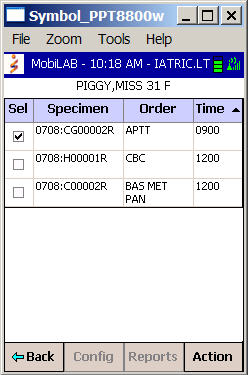 Symbol_PPT8800w
File Zoom Tools Help
MobiLAB - 10:18 AM - IATRIC.LT
PIGGY,MISS 31 F
Sel Specimen Order Time
0708:CG00002R APTT 0900
0708:H00001R CBC 1200
0708:C00002R BAS MET 1200
PAN
Back Config Reports Action